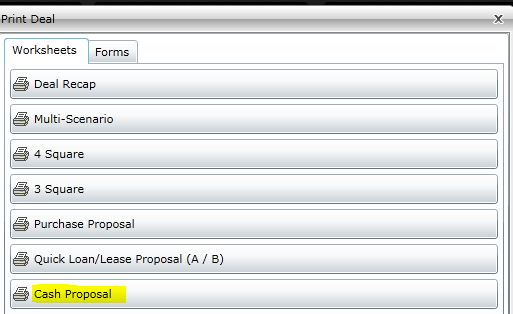 Print Deal X
Worksheets Forms
Deal Recap
Multi-Scenario
4 Square
3 Square
Purchase Proposal
Quick Loan/Lease Proposal (A / B)
Cash Proposal